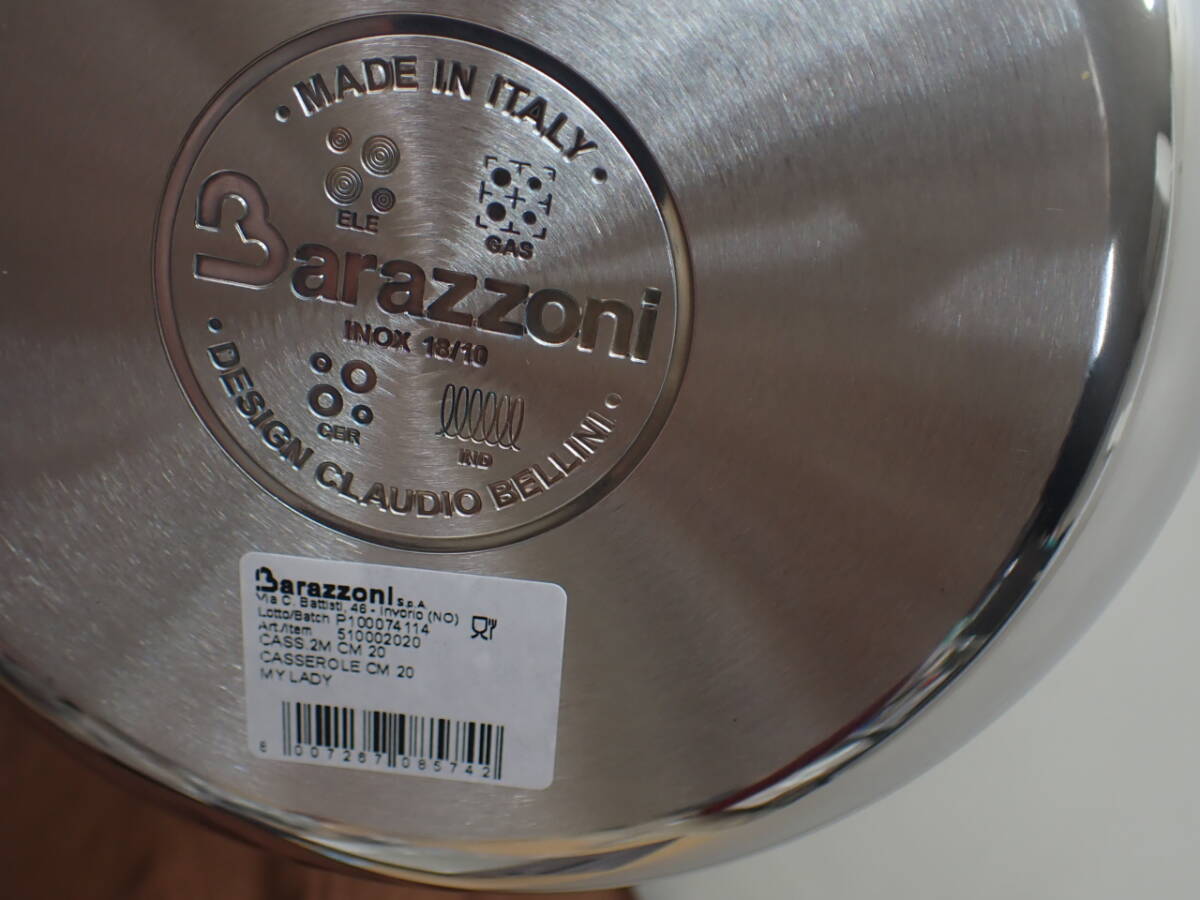 • MADE IN ITALY •
ELE
GAS
Barazzoni
INOX 18/10
CER
IND
• DESIGN CLAUDIO BELLINI •
Barazzoni S.p.A.
Via C. Battisti, 46 - Invorio (NO)
Lotto/Batch P100074114
Art./Item 510002020
CASS.2M CM 20
CASSEROLE CM 20
MY LADY
8 007267 085742